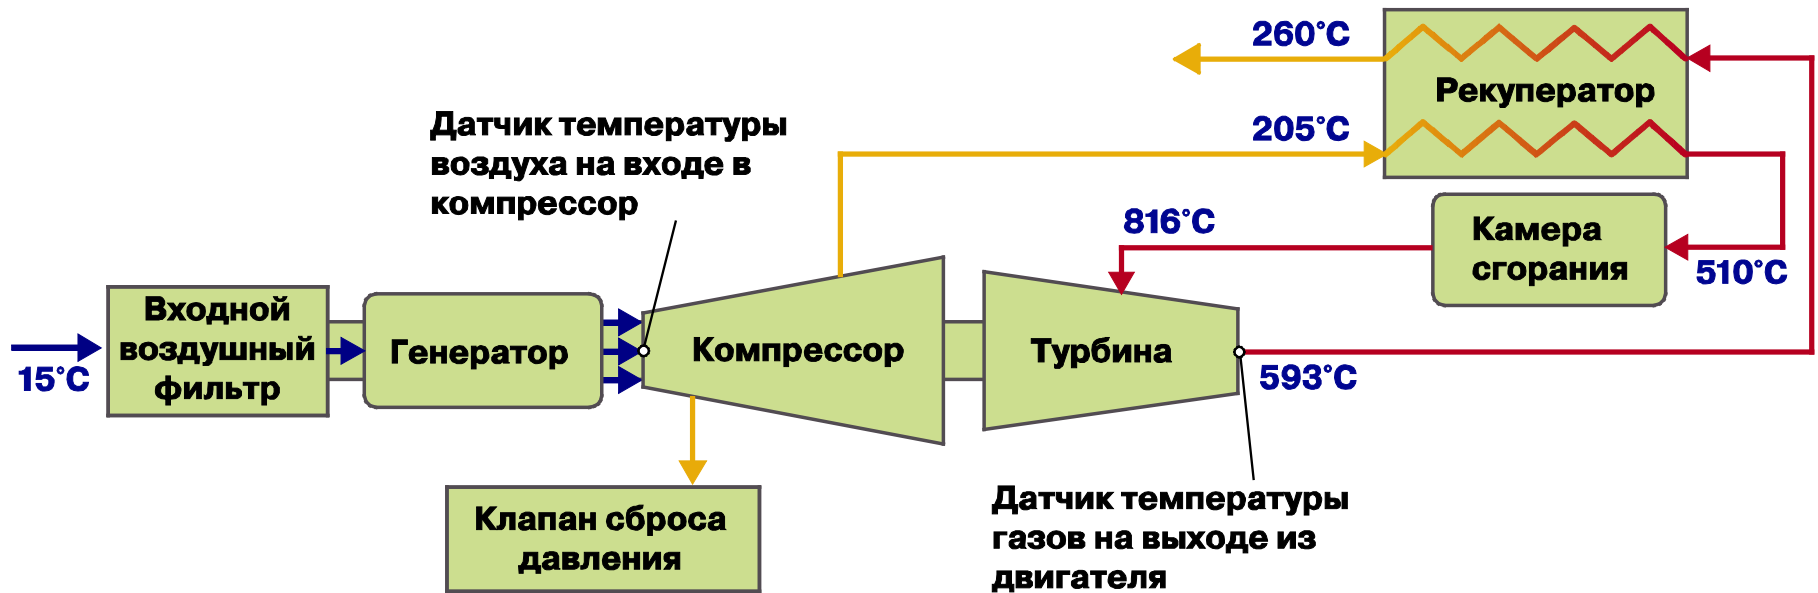 260°C
Рекуператор
205°C
Датчик температуры
воздуха на входе в
компрессор
816°C
Камера
сгорания
510°C
Входной
воздушный
фильтр
15°C
Генератор
Компрессор
Турбина
593°C
Клапан сброса
давления
Датчик температуры
газов на выходе из
двигателя